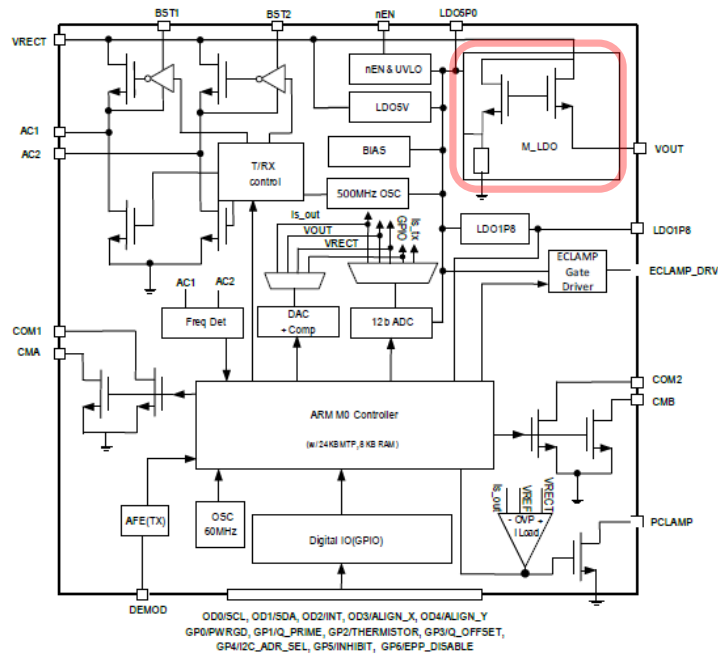 BST1
BST2
nEN
LDO5P0
VRECT
nEN & UVLO
LDO5V
AC1
M_LDO
BIAS
AC2
VOUT
T/RX
control
500MHz OSC
Is_out
VOUT
VRECT
GPIO
Is_tx
LDO1P8
LDO1P8
ECLAMP
Gate
Driver
ECLAMP_DRV
AC1
AC2
Freq Det
DAC
+ Comp
12b ADC
COM1
CMA
COM2
CMB
ARM M0 Controller
(w/ 24KB MTP, 8 KB RAM)
Is_out
VREF
VRECT
AFE(TX)
OSC
60MHz
Digital IO(GPIO)
- OVP +
I Load
PCLAMP
DEMOD
OD0/SCL, OD1/SDA, OD2/INT, OD3/ALIGN_X, OD4/ALIGN_Y
GP0/PWRGD, GP1/Q_PRIME, GP2/THERMISTOR, GP3/Q_OFFSET,
GP4/I2C_ADR_SEL, GP5/INHIBIT, GP6/EPP_DISABLE